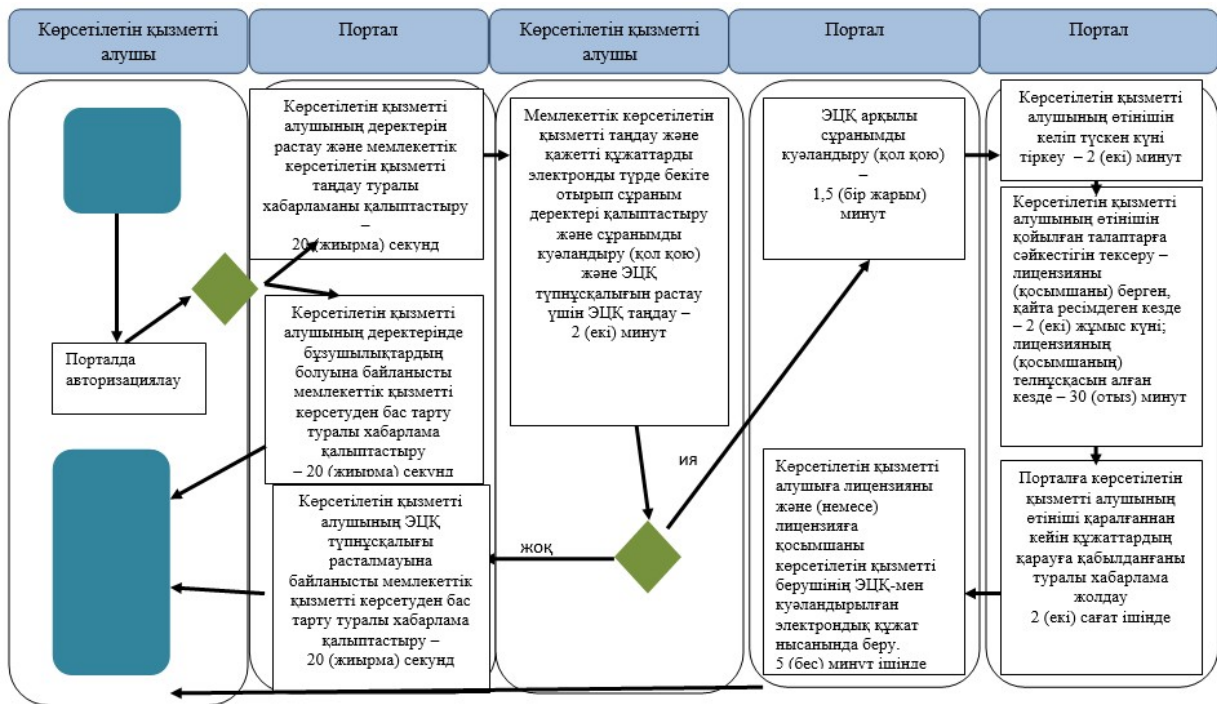 Көрсетілетін қызметті
алушы
Портал
Көрсетілетін қызметті
алушы
Портал
Портал
Порталда
авторизациялау
Көрсетілетін қызметті
алушының деректерін
растау және мемлекеттік
көрсетілетін қызметті
таңдау туралы
хабарламаны қалыптастыру
–
20 (жиырма) секунд
Көрсетілетін қызметті
алушының деректерінде
бұзушылықтардың
болуына байланысты
мемлекеттік қызметті
көрсетуден бас тарту
туралы хабарлама
қалыптастыру
– 20 (жиырма) секунд
Көрсетілетін қызметті
алушының ЭЦҚ
түпнұсқалығы
расталмауына
байланысты мемлекеттік
қызметті көрсетуден бас
тарту туралы хабарлама
қалыптастыру –
20 (жиырма) секунд
Мемлекеттік көрсетілетін
қызметті таңдау және
қажетті құжаттарды
электронды түрде бекіте
отырып сұраным
деректері қалыптастыру
және сұранымды
куәландыру (қол қою)
және ЭЦҚ
түпнұсқалығын растау
үшін ЭЦҚ таңдау –
2 (екі) минут
жоқ
ия
ЭЦҚ арқылы
сұранымды
куәландыру (қол қою)
–
1,5 (бір жарым)
минут
Көрсетілетін қызметті
алушыға лицензияны
және (немесе)
лицензияға
қосымшаны
көрсетілетін қызметті
берушінің ЭЦҚ-мен
куәландырылған
электрондық құжат
нысанында беру.
5 (бес) минут ішінде
Көрсетілетін қызметті
алушының өтінішін
келіп түскен күні
тіркеу – 2 (екі) минут
Көрсетілетін қызметті
алушының өтінішін
қойылған талаптарға
сәйкестігін тексеру –
лицензияны
(қосымшаны) берген,
қайта ресімдеген кезде
– 2 (екі) жұмыс күні;
лицензияның
(қосымшаның)
телнұсқасын алған
кезде – 30 (отыз) минут
Порталға көрсетілетін
қызметті алушының
өтініші қаралғаннан
кейін құжаттардың
қарауға қабылданғаны
туралы хабарлама
жолдау
2 (екі) сағат ішінде